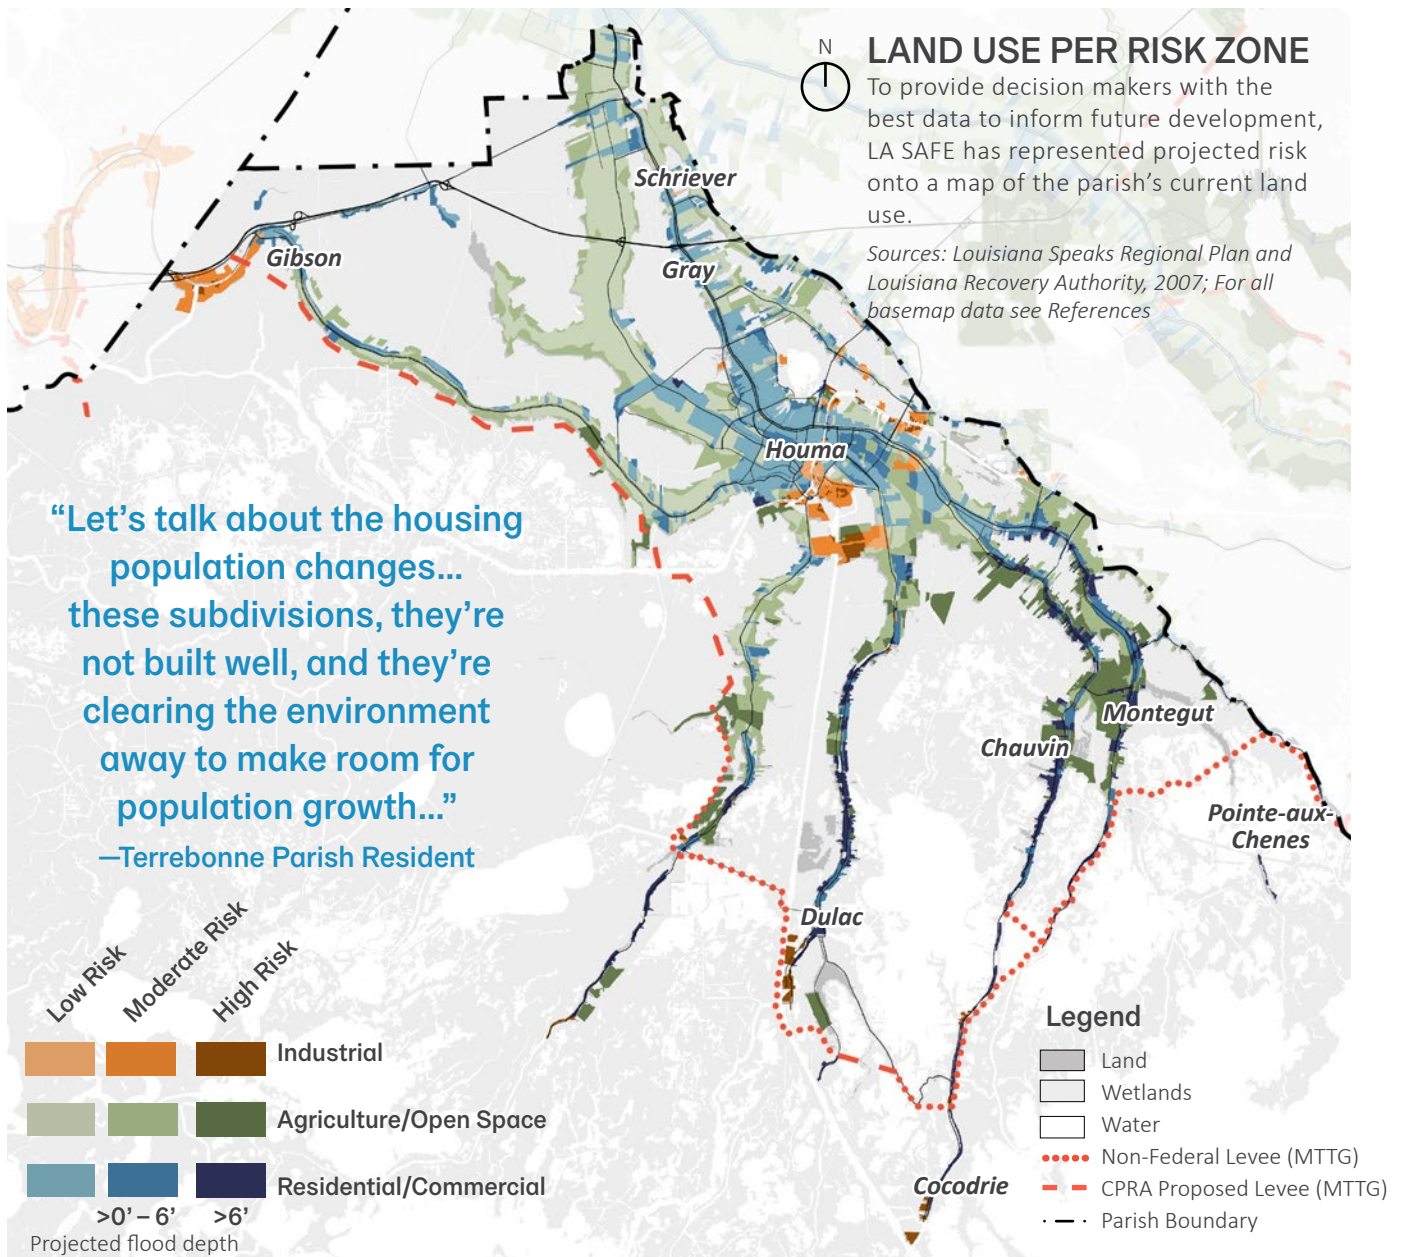 N
LAND USE PER RISK ZONE
To provide decision makers with the
best data to inform future development,
LA SAFE has represented projected risk
onto a map of the parish’s current land
use.
Sources: Louisiana Speaks Regional Plan and
Louisiana Recovery Authority, 2007; For all
basemap data see References
Schriever
Gibson
Gray
Houma
“Let’s talk about the housing
population changes...
these subdivisions, they’re
not built well, and they’re
clearing the environment
away to make room for
population growth...”
—Terrebonne Parish Resident
Montegut
Chauvin
Pointe-aux-
Chenes
Dulac
Cocodrie
Low Risk
Moderate Risk
High Risk
Industrial
Agriculture/Open Space
Residential/Commercial
>0’ – 6’
>6’
Projected flood depth
Legend
Land
Wetlands
Water
Non-Federal Levee (MTTG)
CPRA Proposed Levee (MTTG)
Parish Boundary